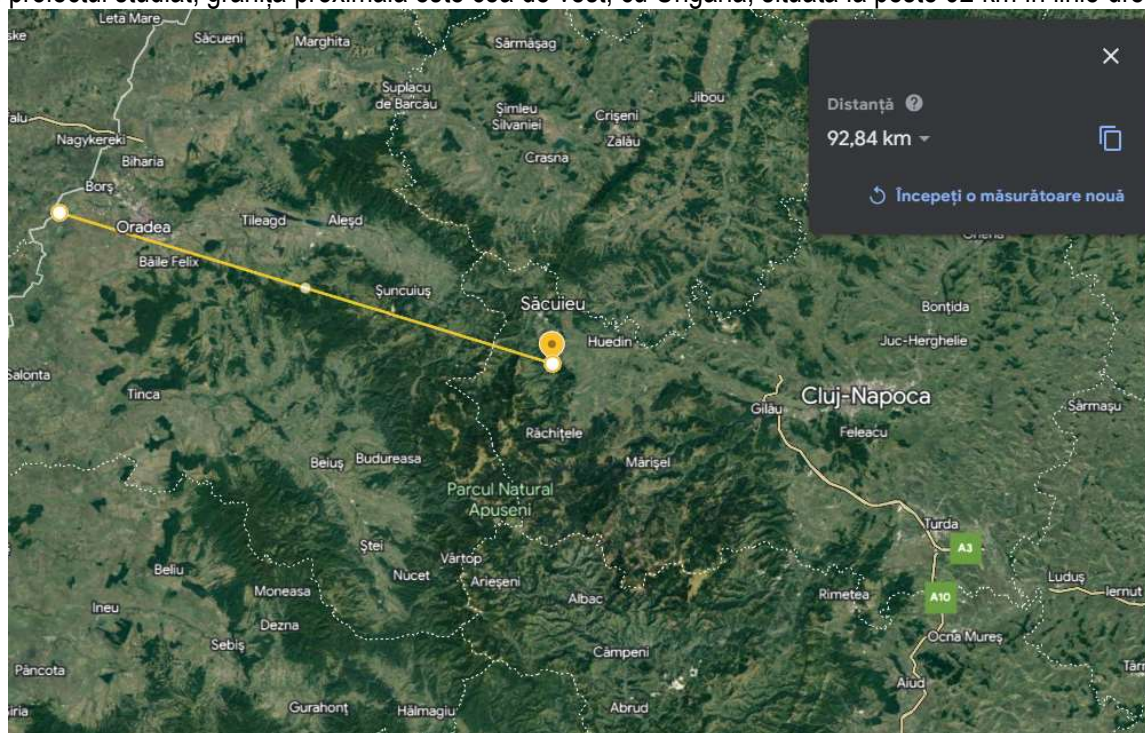 proiectul studiat, granița proximală este cea de vest, cu Ungaria, situată la peste 92 km în linie
Leta Mare
Săcueni
Marghita
Sărmășag
Suplacu
de Barcău
Șimleu
Silvaniei
Crișeni
Jibou
Zalău
Crasna
Nagykereki
Biharia
Borș
Oradea
Tileagd
Aleșd
Băile Felix
Șuncuiuș
Săcuieu
Huedin
Bonțida
Juc-Herghelie
Salonta
Tinca
Cluj-Napoca
Gilău
Feleacu
Sărmașu
Răchițele
Mărișel
Beiuș
Budureasa
Parcul Natural
Apuseni
Turda
A3
Ștei
Vârtop
Nucet
Arieșeni
Beliu
Moneasa
Albac
Rimetea
A10
Luduș
Iernut
Ineu
Dezna
Sebiș
Ocna Mureș
Câmpeni
Pâncota
Aiud
Gurahonț
Hălmagiu
Abrud
Distanță
92,84 km
Începeți o măsurătoare nouă